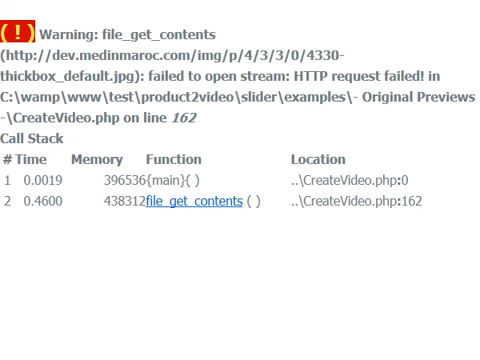 ( ! ) Warning: file_get_contents
(http://dev.medinmaroc.com/img/p/4/3/3/0/4330-
thickbox_default.jpg): failed to open stream: HTTP request failed! in
C:\wamp\www\test\product2video\slider\examples\- Original Previews
-\CreateVideo.php on line 162
Call Stack
# Time Memory Function Location
1 0.0019 396536 {main}( ) ..\CreateVideo.php:0
2 0.4600 438312 file_get_contents ( ) ..\CreateVideo.php:162